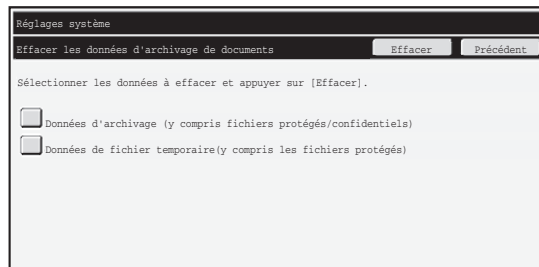 Réglages système
Effacer les données d'archivage de documents Effacer Précédent
Sélectionner les données à effacer et appuyer sur [Effacer].
Données d'archivage (y compris fichiers protégés/confidentiels)
Données de fichier temporaire(y compris les fichiers protégés)